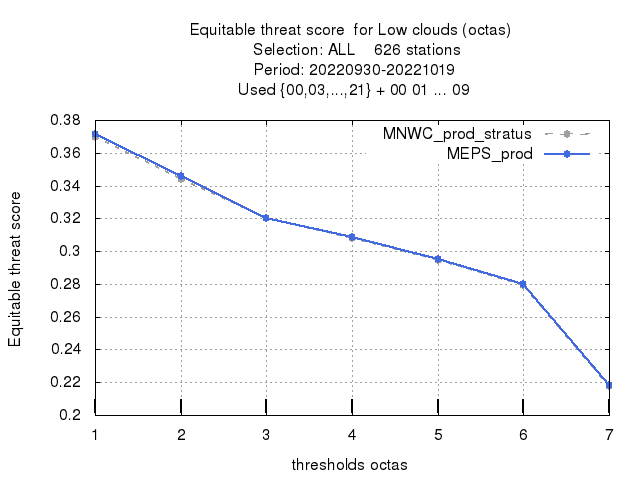 Equitable threat score  for Low clouds (octas)
Selection: ALL    626 stations
Period: 20220930-20221019
Used {00,03,...,21} + 00 01 ... 09
MNWC_prod_stratus
MEPS_prod
Equitable threat score
0.38
0.36
0.34
0.32
0.3
0.28
0.26
0.24
0.22
0.2
1 2 3 4 5 6 7
thresholds octas